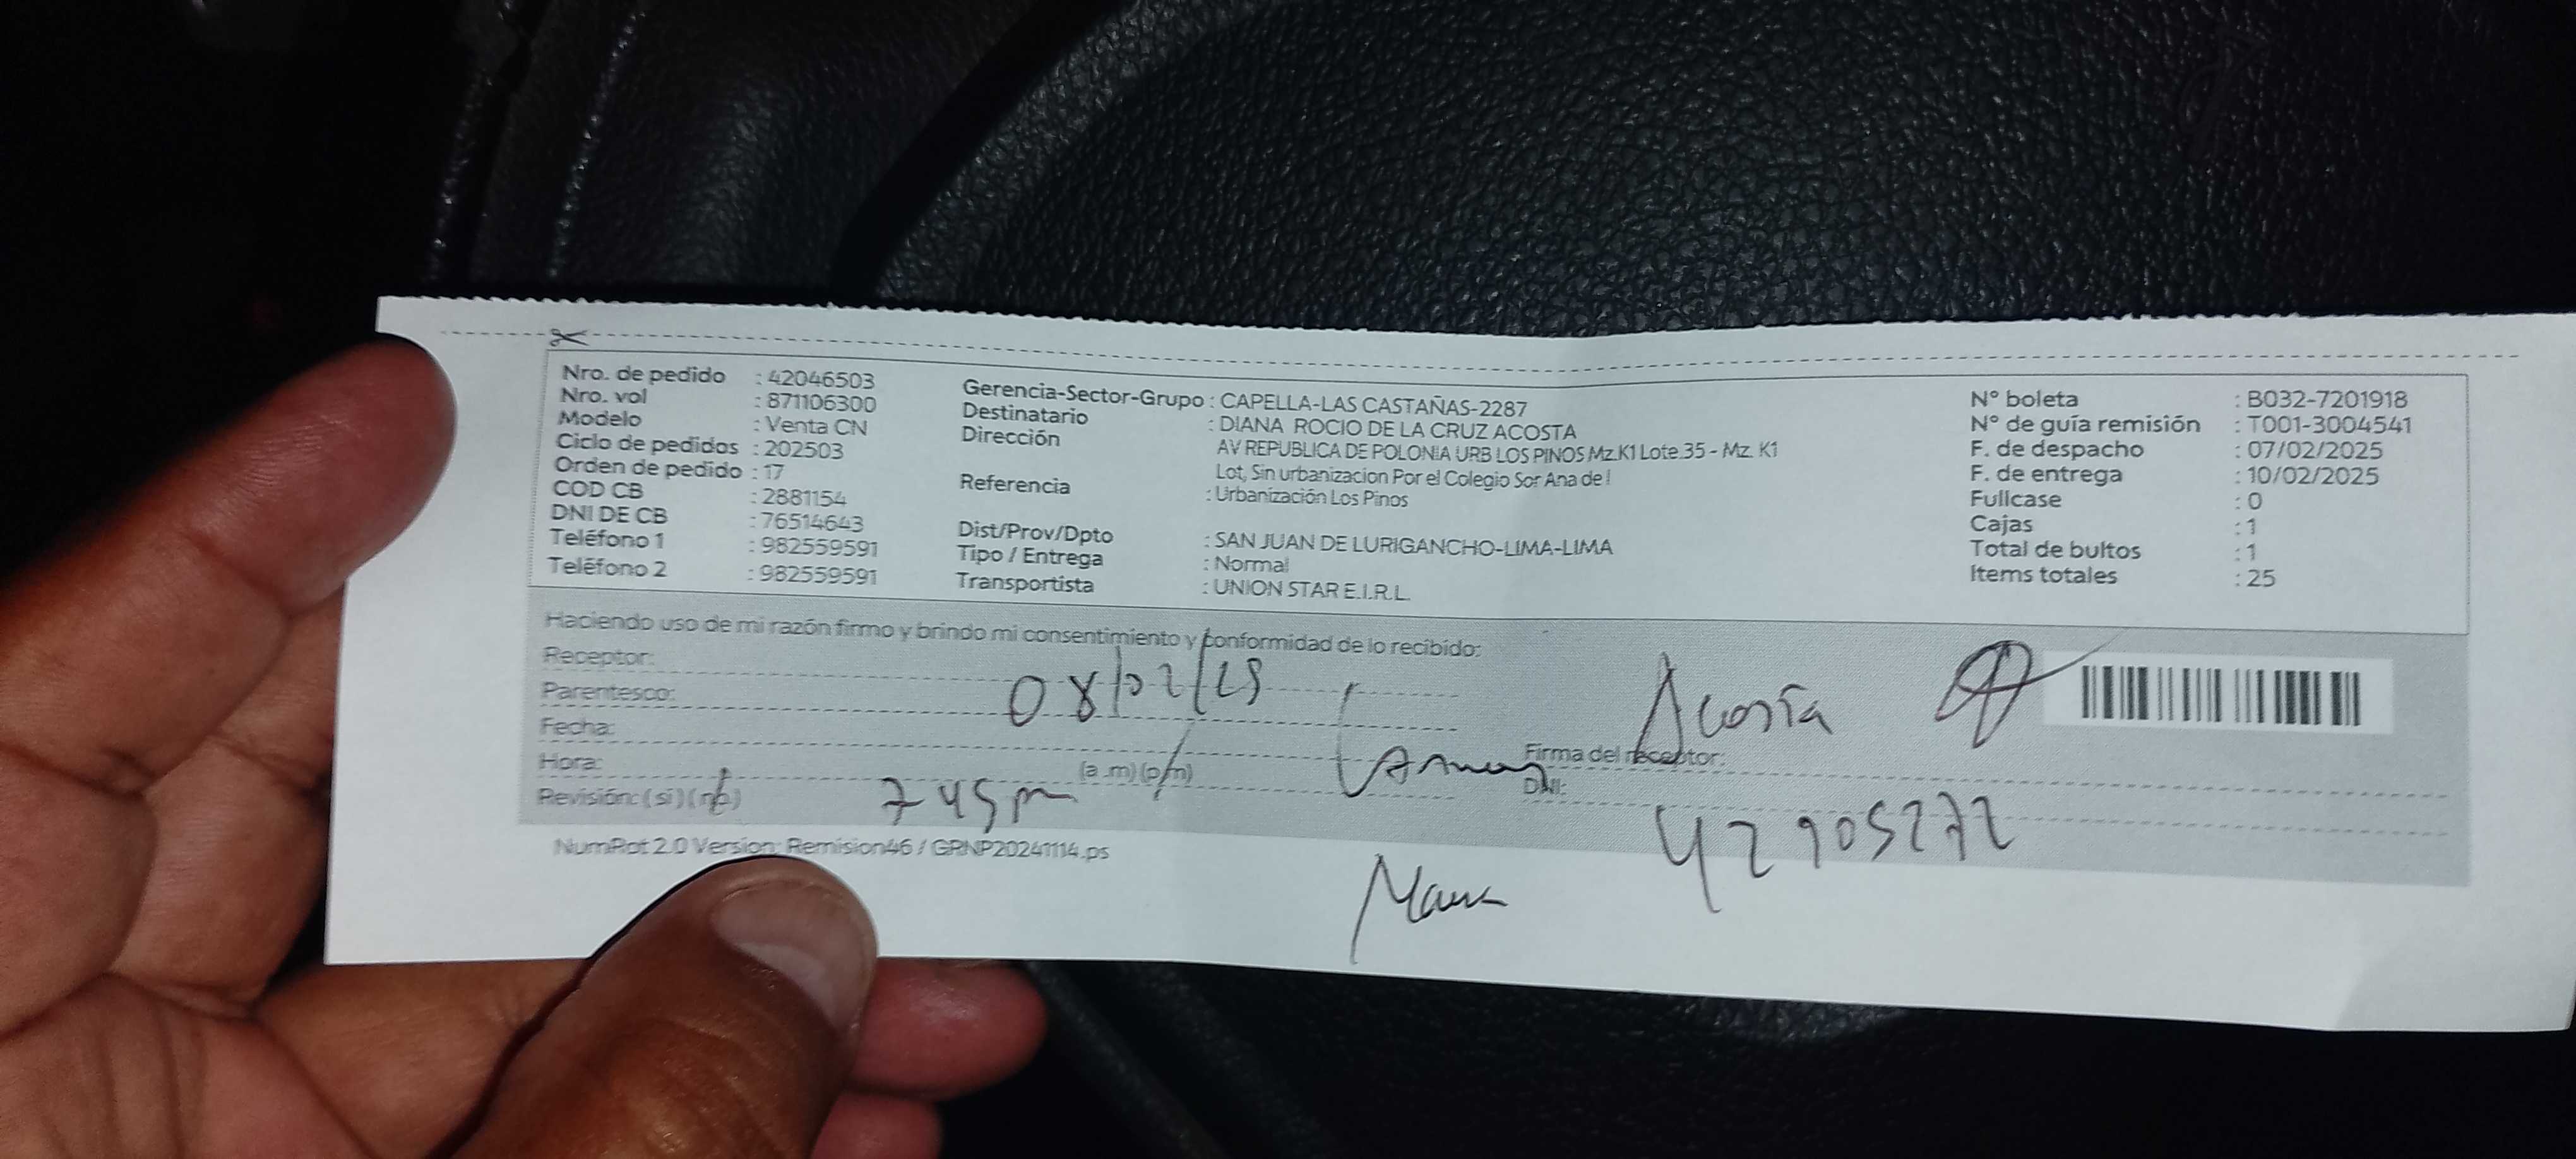 Nro. de pedido : 42046503
Nro. vol : 871106300
Modelo : Venta CN
Ciclo de pedidos : 202503
Orden de pedido : 17
COD CB : 2881154
DNI DE CB : 76514643
Teléfono 1 : 982559591
Teléfono 2 : 982559591
Gerencia-Sector-Grupo : CAPELLA-LAS CASTAÑAS-2287
Destinatario : DIANA ROCIO DE LA CRUZ ACOSTA
Dirección AV REPUBLICA DE POLONIA URB LOS PINOS Mz.K1 Lote.35 - Mz. K1
Lot, Sin urbanizacion Por el Colegio Sor Ana de l
Referencia : Urbanización Los Pinos
Dist/Prov/Dpto : SAN JUAN DE LURIGANCHO-LIMA-LIMA
Tipo / Entrega : Normal
Transportista : UNION STAR E.I.R.L.
N° boleta : B032-7201918
N° de guía remisión : T001-3004541
F. de despacho : 07/02/2025
F. de entrega : 10/02/2025
Fullcase : 0
Cajas : 1
Total de bultos : 1
Items totales : 25
Haciendo uso de mi razón firmo y brindo mi consentimiento y conformidad de lo recibido:
Receptor:
Parentesco:
08/02/25
Fecha:
Acosta
Hora: (a .m) (p.m)
Firma del receptor:
Revisión: (si) (no) 745 pm
DNI:
42905272
NumRot 2.0 Version: Remision46 / GRNP20241114.ps